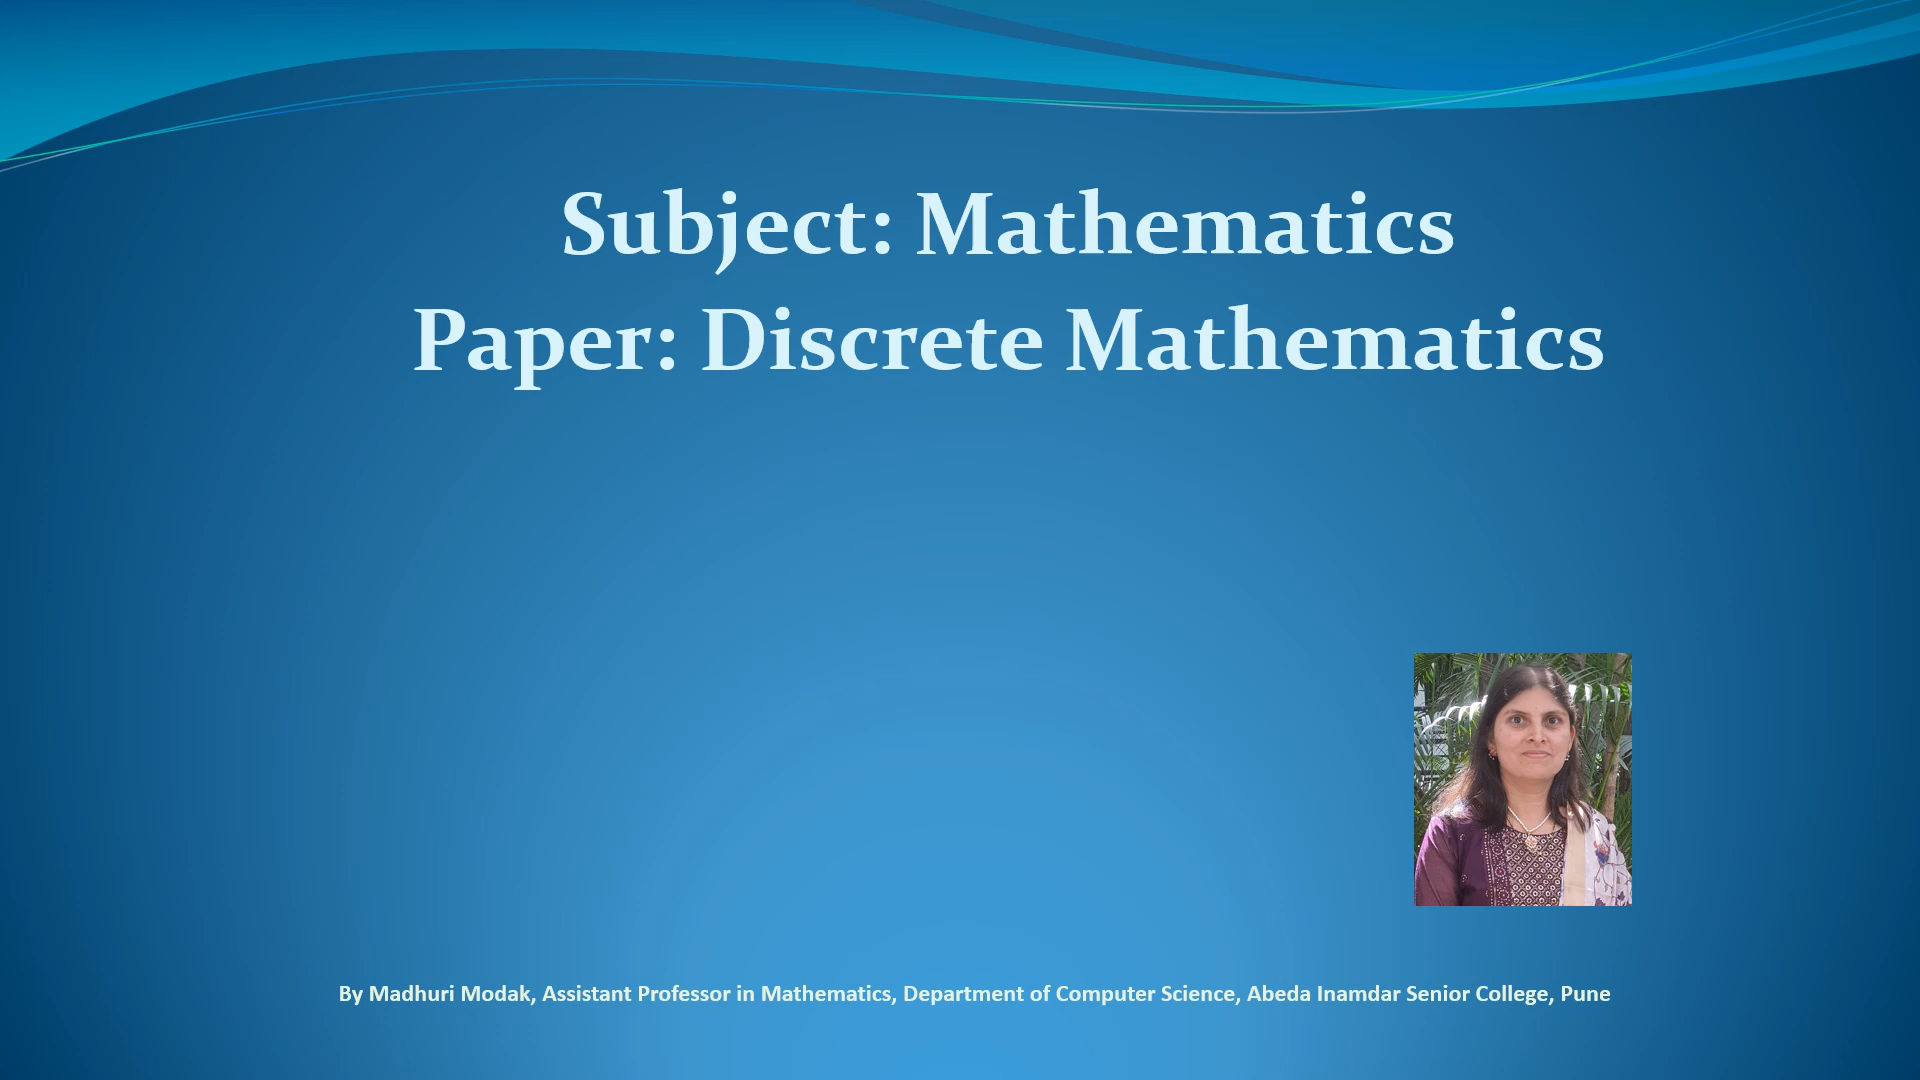 Subject: Mathematics
Paper: Discrete Mathematics
By Madhuri Modak, Assistant Professor in Mathematics, Department of Computer Science, Abeda Inamdar Senior College, Pune